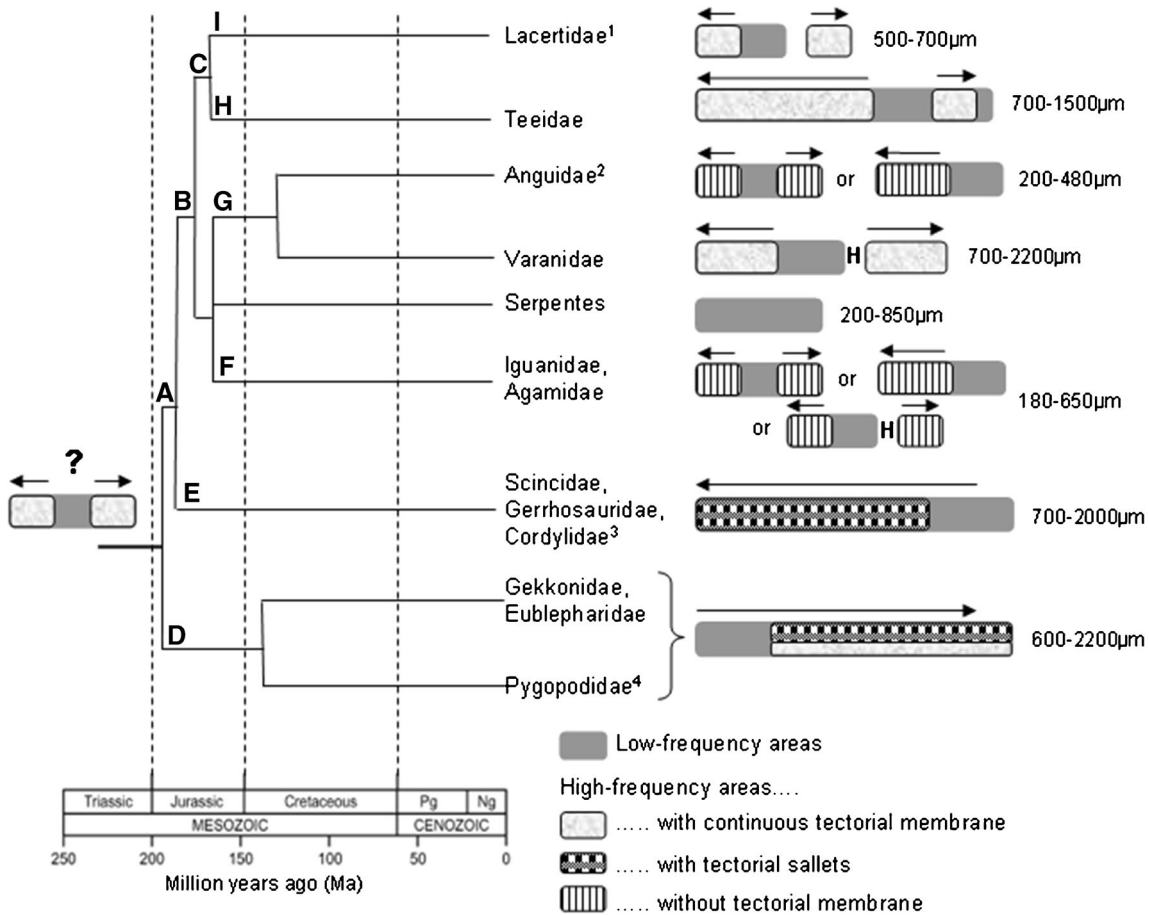 I
Lacertidae¹
500-700µm
C
H
Teeidae
700-1500µm
Anguidae²
or
200-480µm
B
G
Varanidae
H
700-2200µm
Serpentes
200-850µm
F
A
Iguanidae,
Agamidae
or
180-650µm
or
H
?
E
Scincidae,
Gerrhosauridae,
Cordylidae³
700-2000µm
Gekkonidae,
Eublepharidae
D
600-2200µm
Pygopodidae⁴
Low-frequency areas
High-frequency areas....
..... with continuous tectorial membrane
..... with tectorial sallets
..... without tectorial membrane
Triassic Jurassic Cretaceous Pg Ng
MESOZOIC CENOZOIC
250 200 150 100 50 0
Million years ago (Ma)